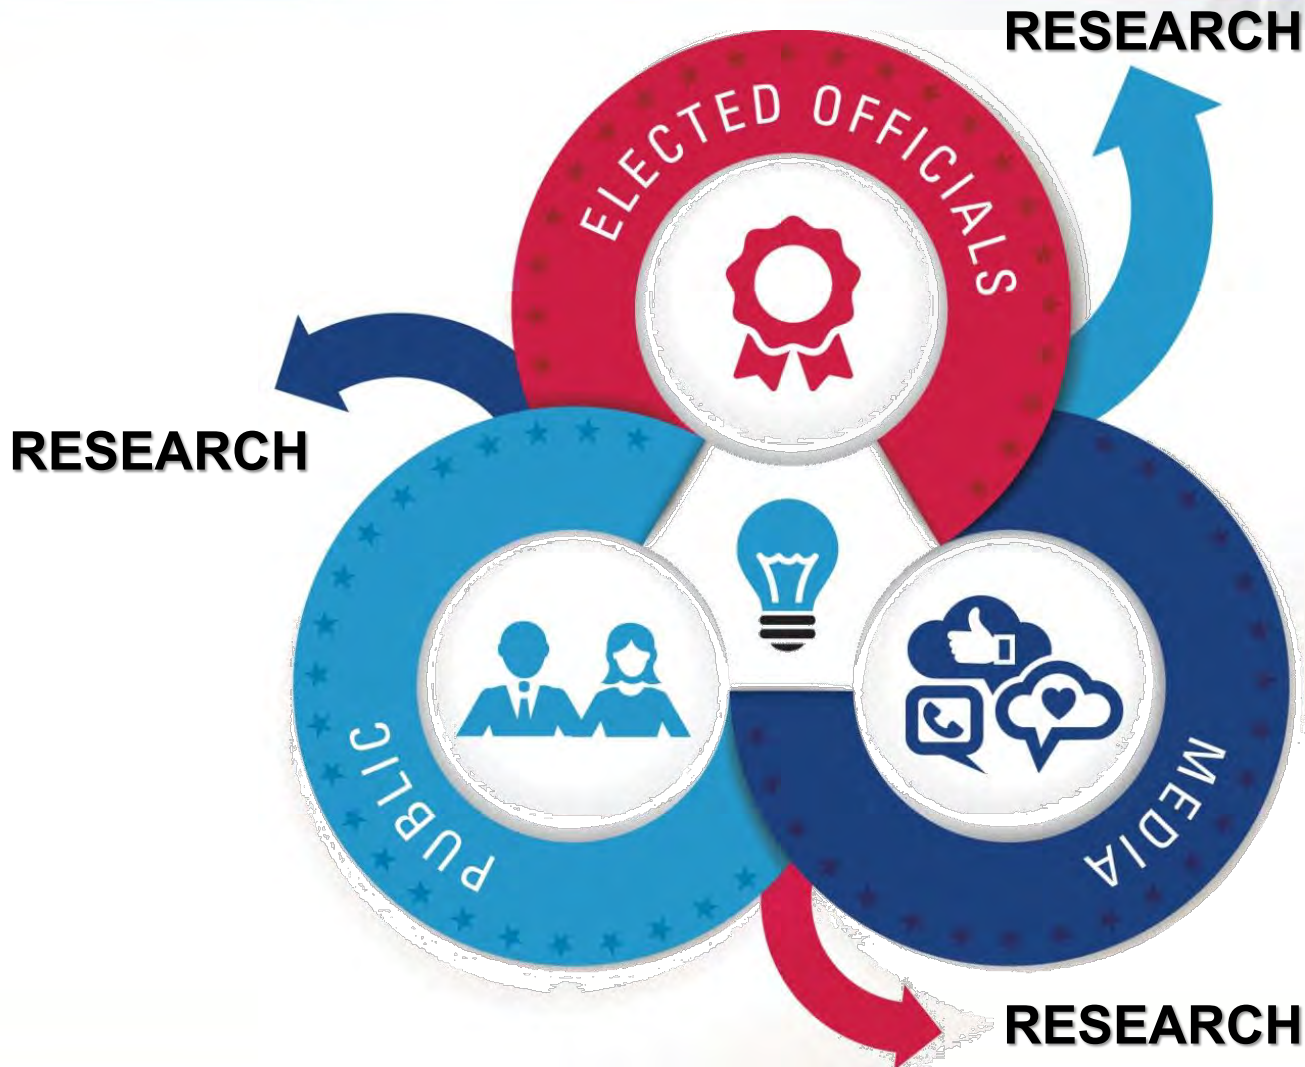 RESEARCH
ELECTED OFFICIALS
RESEARCH
PUBLIC
MEDIA
RESEARCH